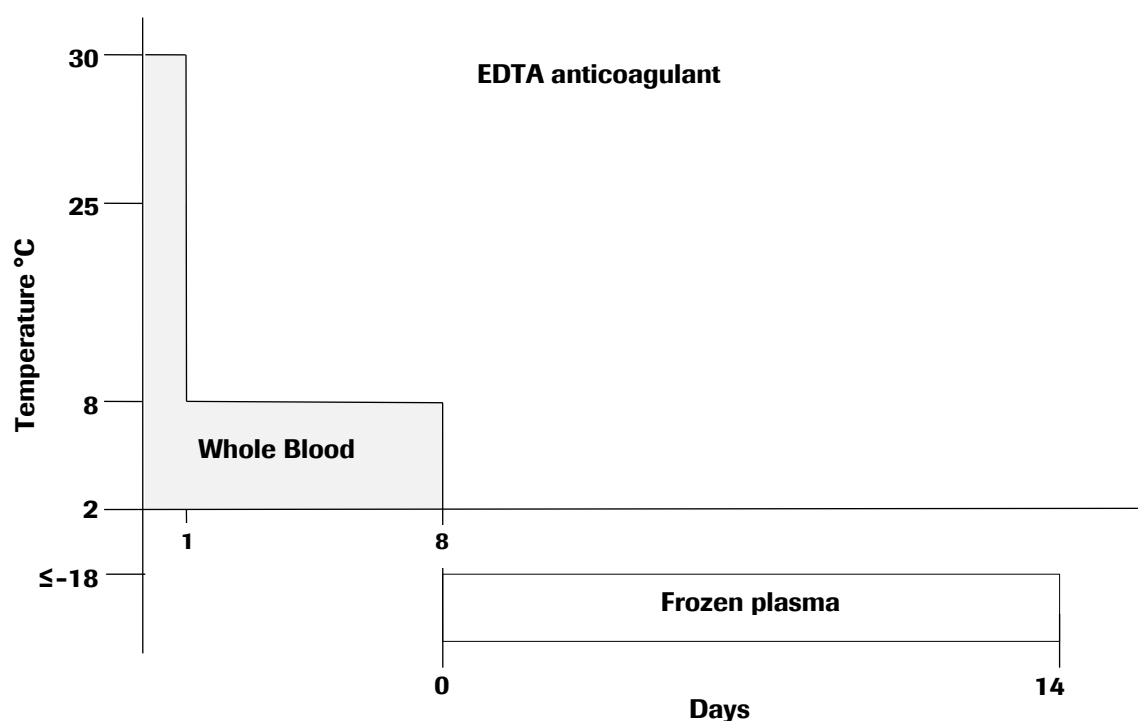 30
EDTA anticoagulant
25
Temperature °C
8
Whole Blood
2
1
8
≤-18
Frozen plasma
0
14
Days